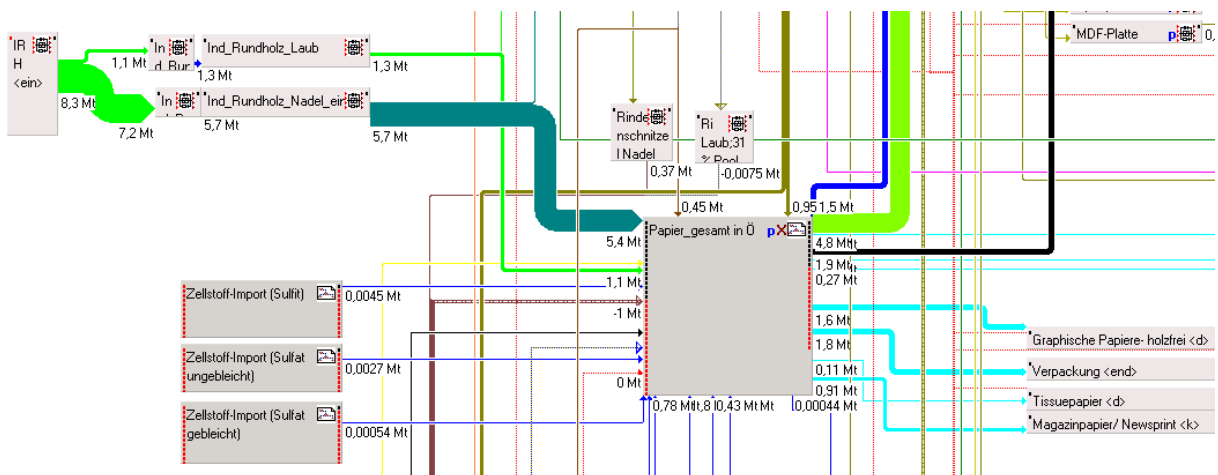 IR
H
<ein>
8,3 Mt
1,1 Mt
7,2 Mt
In
d_Run
1,3 Mt
Ind_Rundholz_Laub
1,3 Mt
In
5,7 Mt
Ind_Rundholz_Nadel_ein
5,7 Mt
MDF-Platte
p
Rinde
nschnitze
l Nadel
0,37 Mt
Ri
Laub;31
% Pool
-0,0075 Mt
0,45 Mt
0,95
1,5 Mt
Papier_gesamt in Ö
p
5,4 Mt
1,1 Mt
-1 Mt
0 Mt
4,8 Mt
1,9 Mt
0,27 Mt
1,6 Mt
1,8 Mt
0,11 Mt
0,91 Mt
0,78 Mt
0,43 Mt
Mt
0,00044 Mt
Zellstoff-Import (Sulfit)
0,0045 Mt
Zellstoff-Import (Sulfat
ungebleicht)
0,0027 Mt
Zellstoff-Import (Sulfat
gebleicht)
0,00054 Mt
Graphische Papiere- holzfrei <d>
Verpackung <end>
Tissuepapier <d>
Magazinpapier/ Newsprint <k>